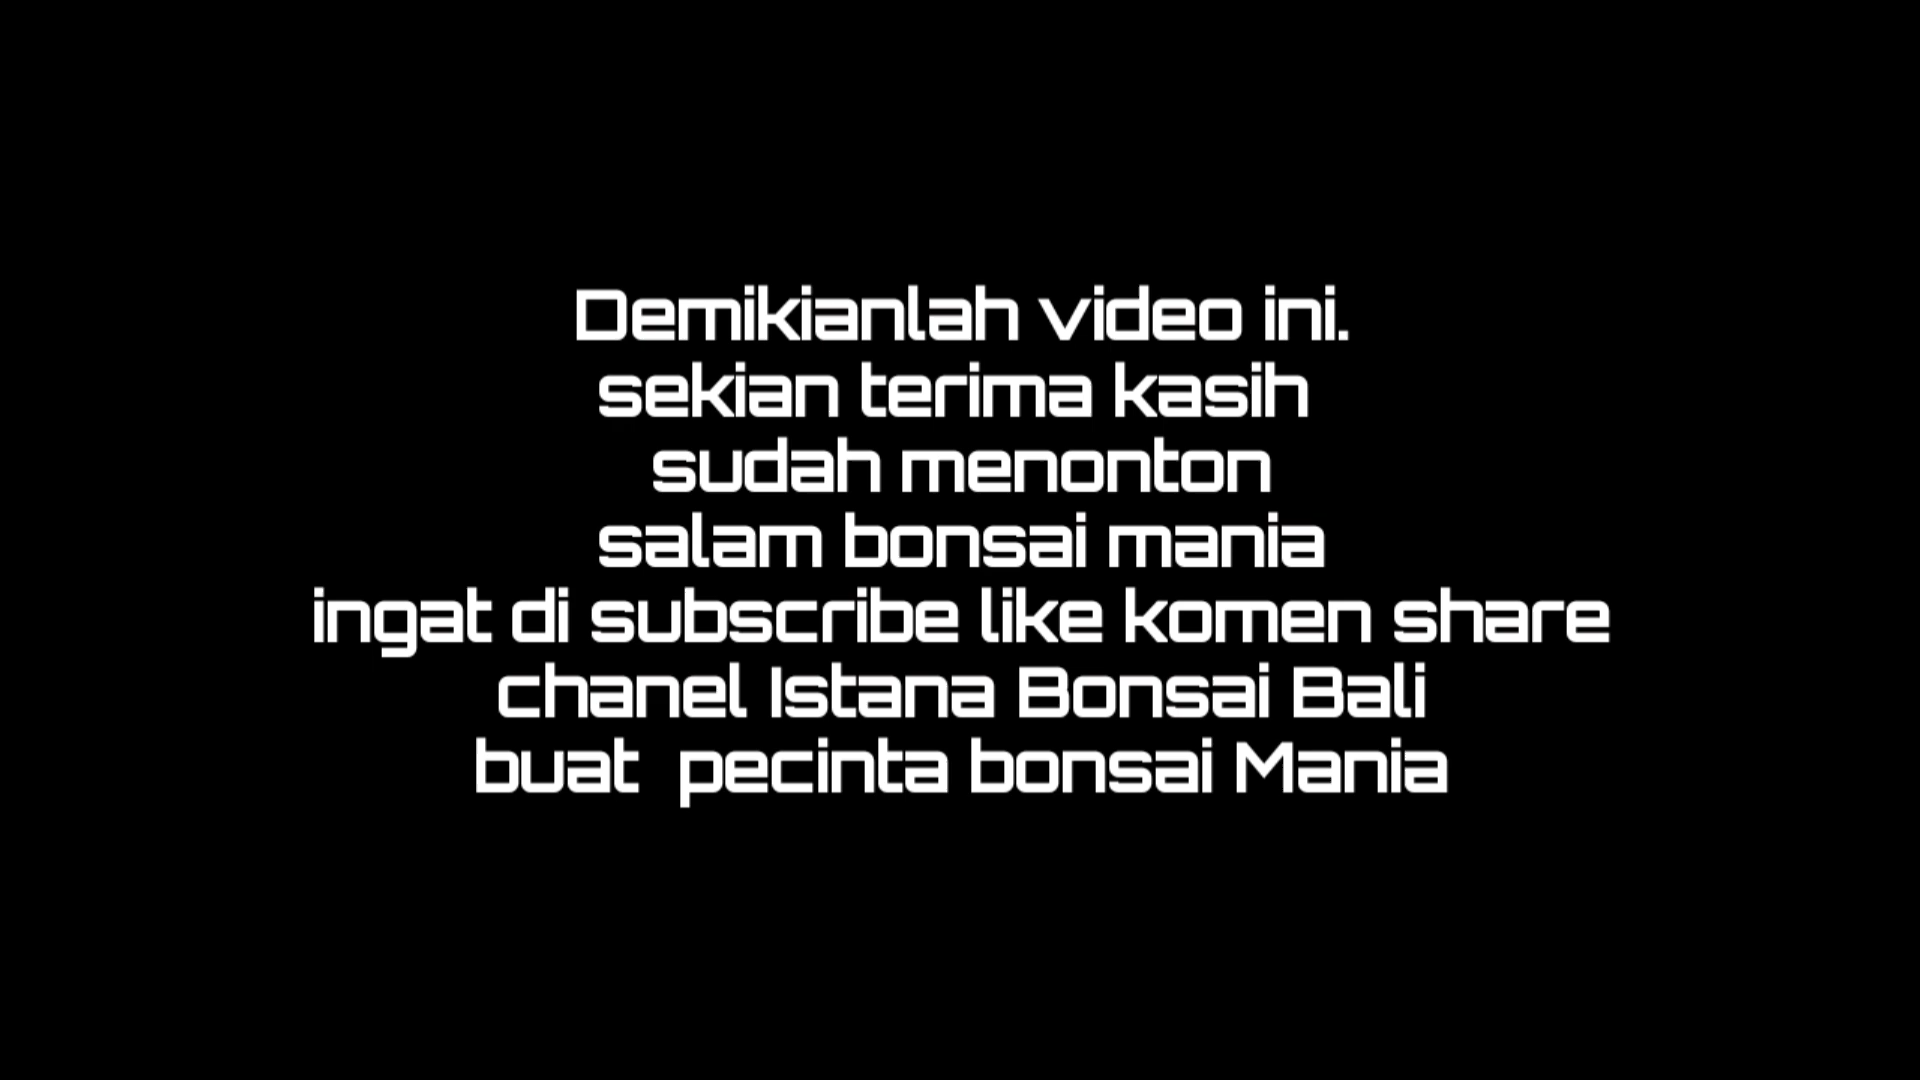 Demikianlah video ini.
sekian terima kasih
sudah menonton
salam bonsai mania
ingat di subscribe like komen share
chanel Istana Bonsai Bali
buat  pecinta bonsai Mania